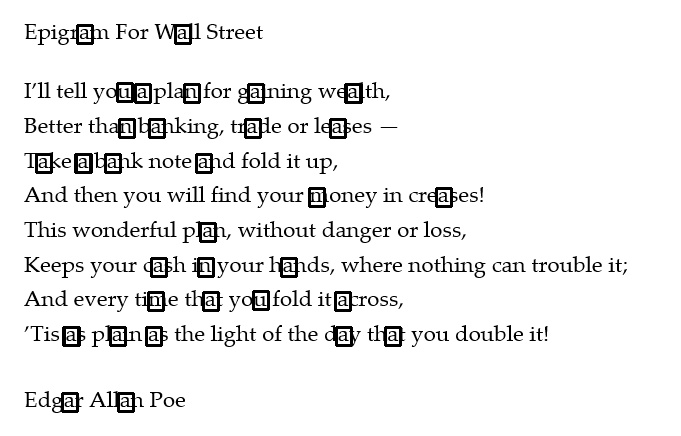 Epigram For Wall Street
I’ll tell you a plan for gaining wealth,
Better than banking, trade or leases —
Take a bank note and fold it up,
And then you will find your money in creases!
This wonderful plan, without danger or loss,
Keeps your cash in your hands, where nothing can trouble it;
And every time that you fold it across,
’Tis as plain as the light of the day that you double it!
Edgar Allan Poe